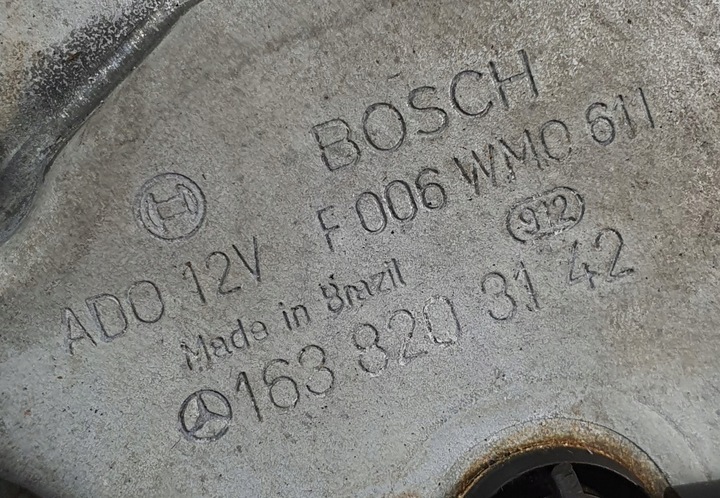 BOSCH
ADO 12V F 006 WM0 611
912
Made in Brazil
163 820 31 42